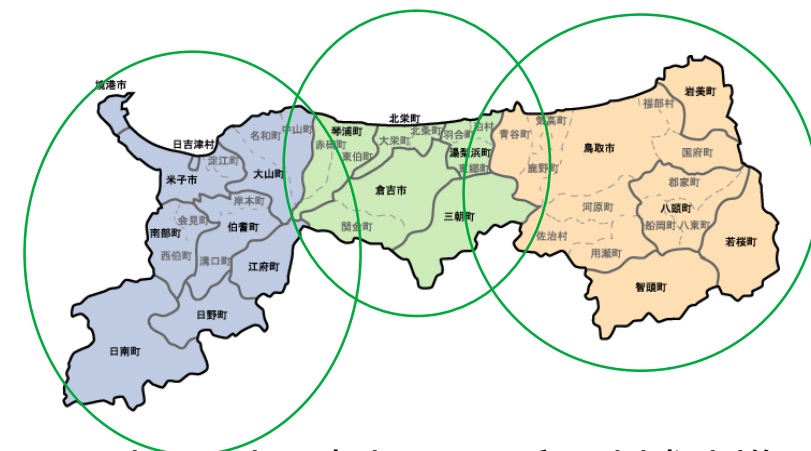 境港市
岩美町
福部村
北栄町
気高町
中山町
琴浦町
北条町
泊村
名和町
羽合町
青谷町
赤碕町
大栄町
日吉津村
鳥取市
湯梨浜町
国府町
東伯町
淀江町
鹿野町
東郷町
大山町
米子市
郡家町
倉吉市
岸本町
河原町
八頭町
三朝町
会見町
伯耆町
関金町
船岡町
八東町
南部町
佐治村
若桜町
西伯町
溝口町
用瀬町
江府町
智頭町
日野町
日南町